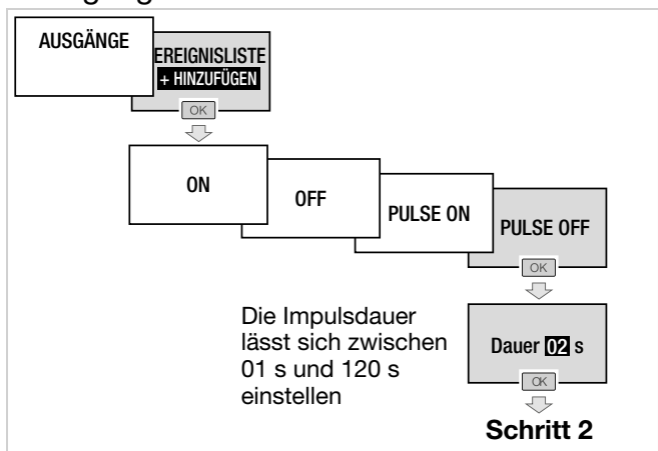 AUSGÄNGE
EREIGNISLISTE
+ HINZUFÜGEN
OK
ON
OFF
PULSE ON
PULSE OFF
OK
Die Impulsdauer
lässt sich zwischen
01 s und 120 s
einstellen
Dauer 02 s
OK
Schritt 2